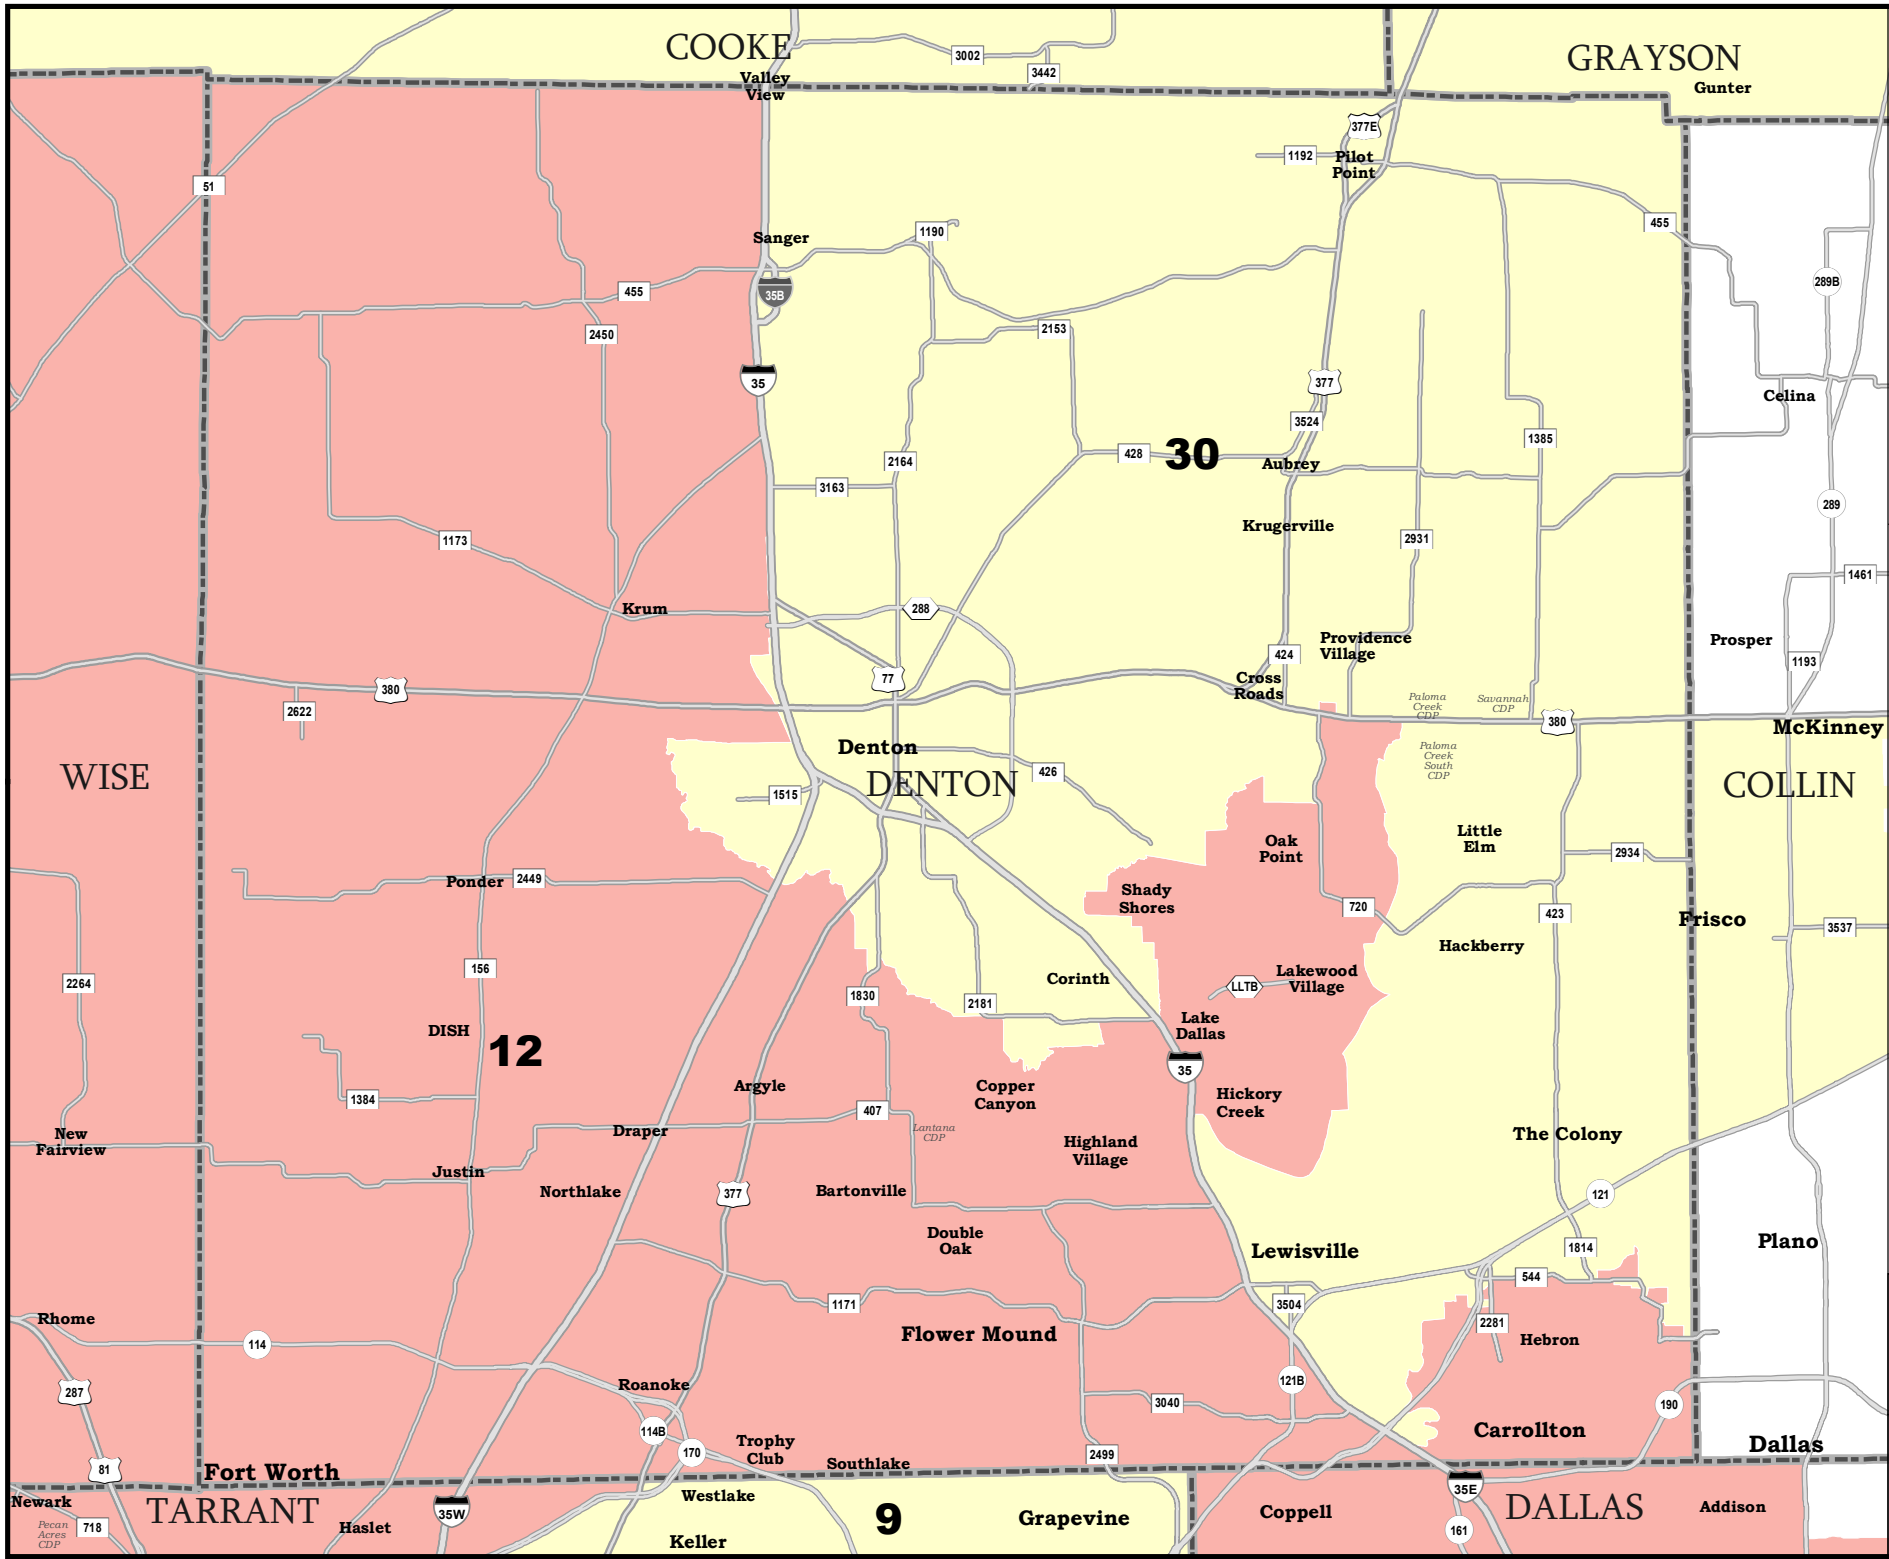 COOKE
GRAYSON
3002
3442
Valley
View
Gunter
377E
1192
Pilot
Point
51
455
1190
Sanger
289B
455
35B
2450
2153
35
377
Celina
3524
1385
428
30
2164
Aubrey
3163
289
Krugerville
1173
2931
1461
288
Krum
Providence
Village
424
Prosper
1193
77
Cross
Roads
380
2622
Paloma
Creek
CDP
Savannah
CDP
380
McKinney
Denton
Paloma
Creek
South
CDP
WISE
426
DENTON
COLLIN
1515
Oak
Point
Little
Elm
2934
Ponder
2449
Shady
Shores
720
423
Frisco
3537
Hackberry
156
Corinth
Lakewood
Village
LLTB
2264
1830
2181
DISH
12
Lake
Dallas
35
Argyle
Copper
Canyon
Hickory
Creek
1384
407
Draper
Lantana
CDP
New
Fairview
The Colony
Highland
Village
Justin
Northlake
377
Bartonville
121
Double
Oak
1814
Plano
Lewisville
544
1171
3504
Rhome
2281
Flower Mound
Hebron
114
Roanoke
121B
287
3040
190
114B
Carrollton
Trophy
Club
170
2499
Dallas
Southlake
81
Fort Worth
35E
Westlake
Newark
TARRANT
35W
9
Grapevine
Coppell
DALLAS
Addison
Pecan
Acres
CDP
718
Haslet
161
Keller